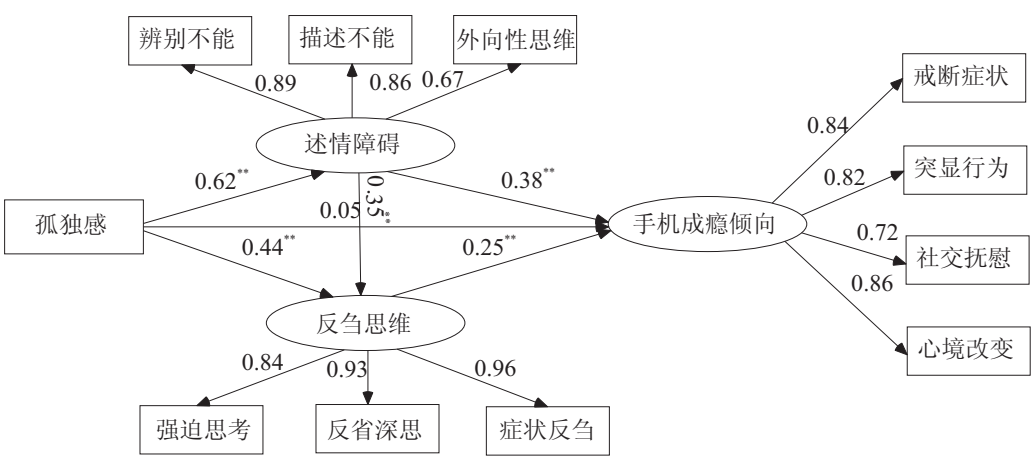 辨别不能
描述不能
外向性思维
0.89
0.86
0.67
戒断症状
述情障碍
0.84
0.62**
0.38**
0.82
突显行为
孤独感
0.05
0.35**
手机成瘾倾向
0.44**
0.25**
0.72
社交抚慰
0.86
反刍思维
心境改变
0.84
0.93
0.96
强迫思考
反省深思
症状反刍